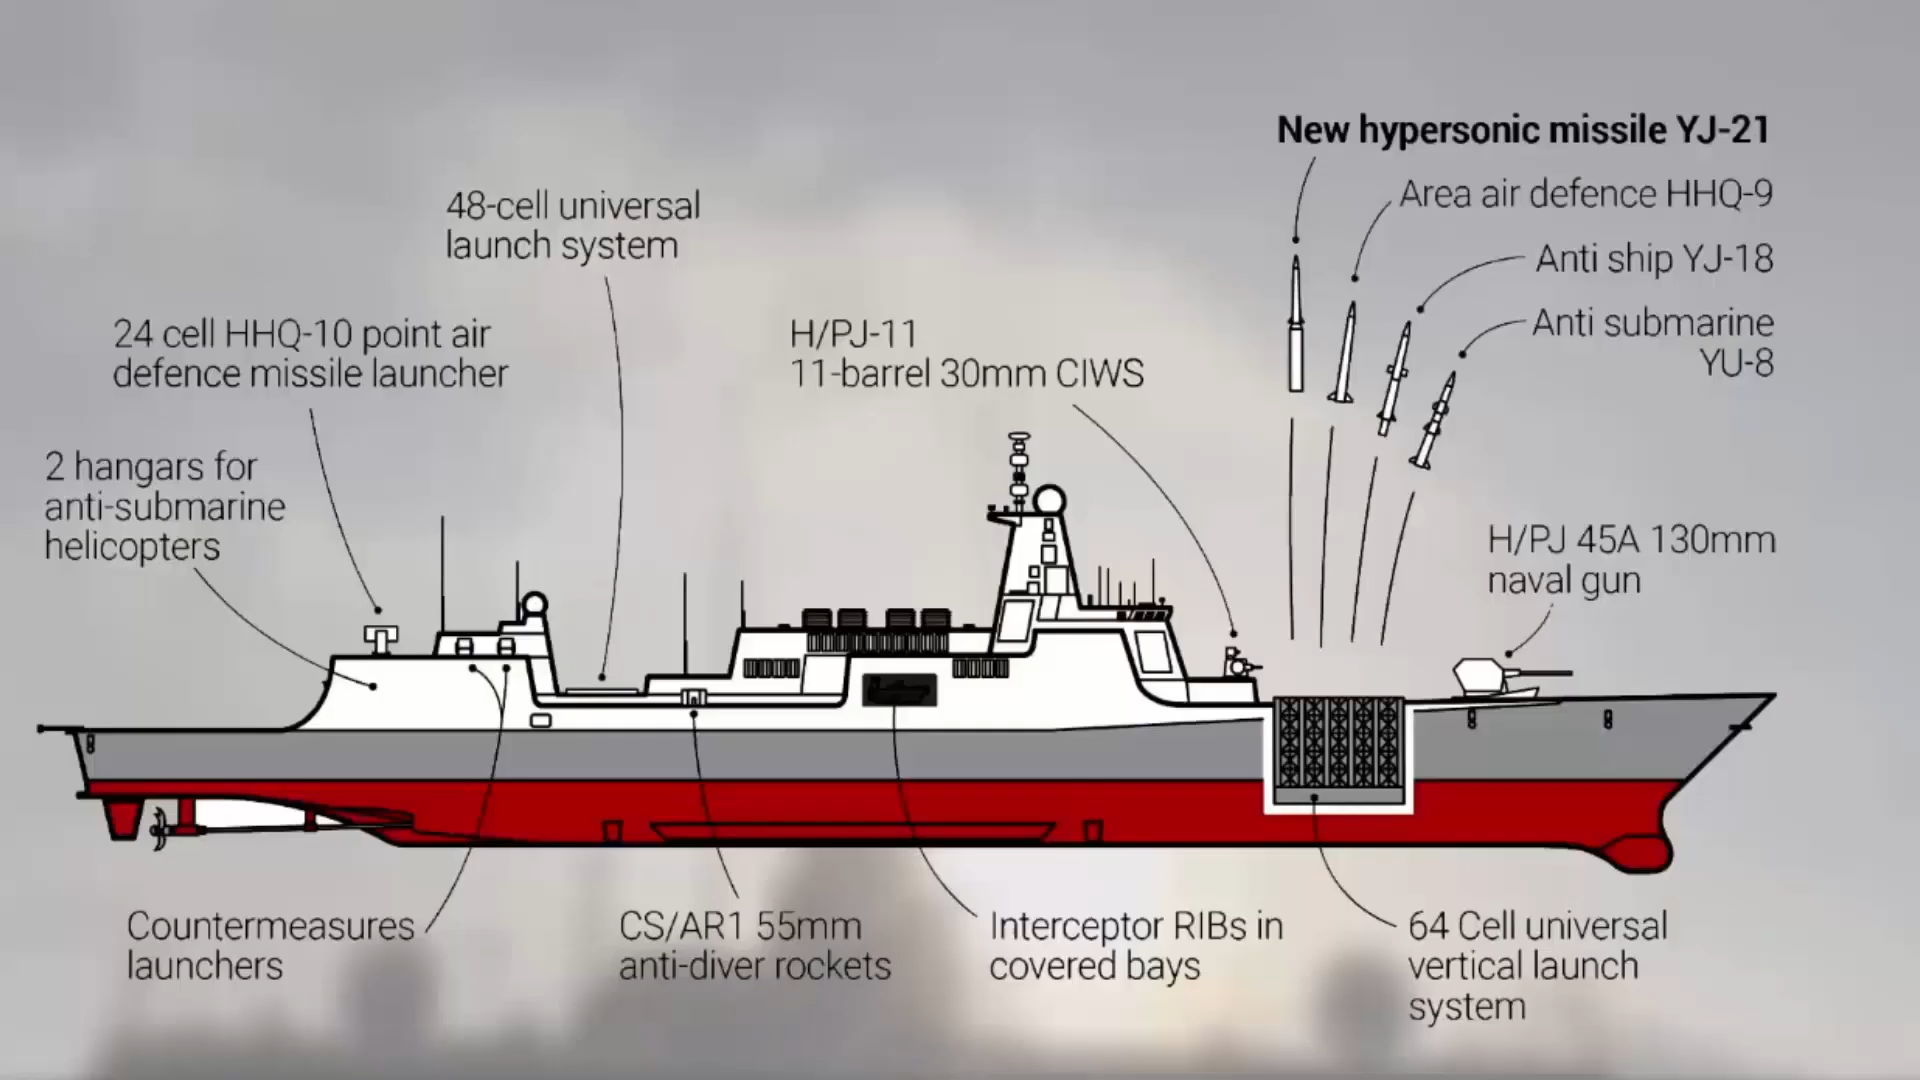 New hypersonic missile YJ-21
Area air defence HHQ-9
48-cell universal
launch system
Anti ship YJ-18
24 cell HHQ-10 point air
defence missile launcher
H/PJ-11
11-barrel 30mm CIWS
Anti submarine
YU-8
2 hangars for
anti-submarine
helicopters
H/PJ 45A 130mm
naval gun
Countermeasures
launchers
CS/AR1 55mm
anti-diver rockets
Interceptor RIBs in
covered bays
64 Cell universal
vertical launch
system